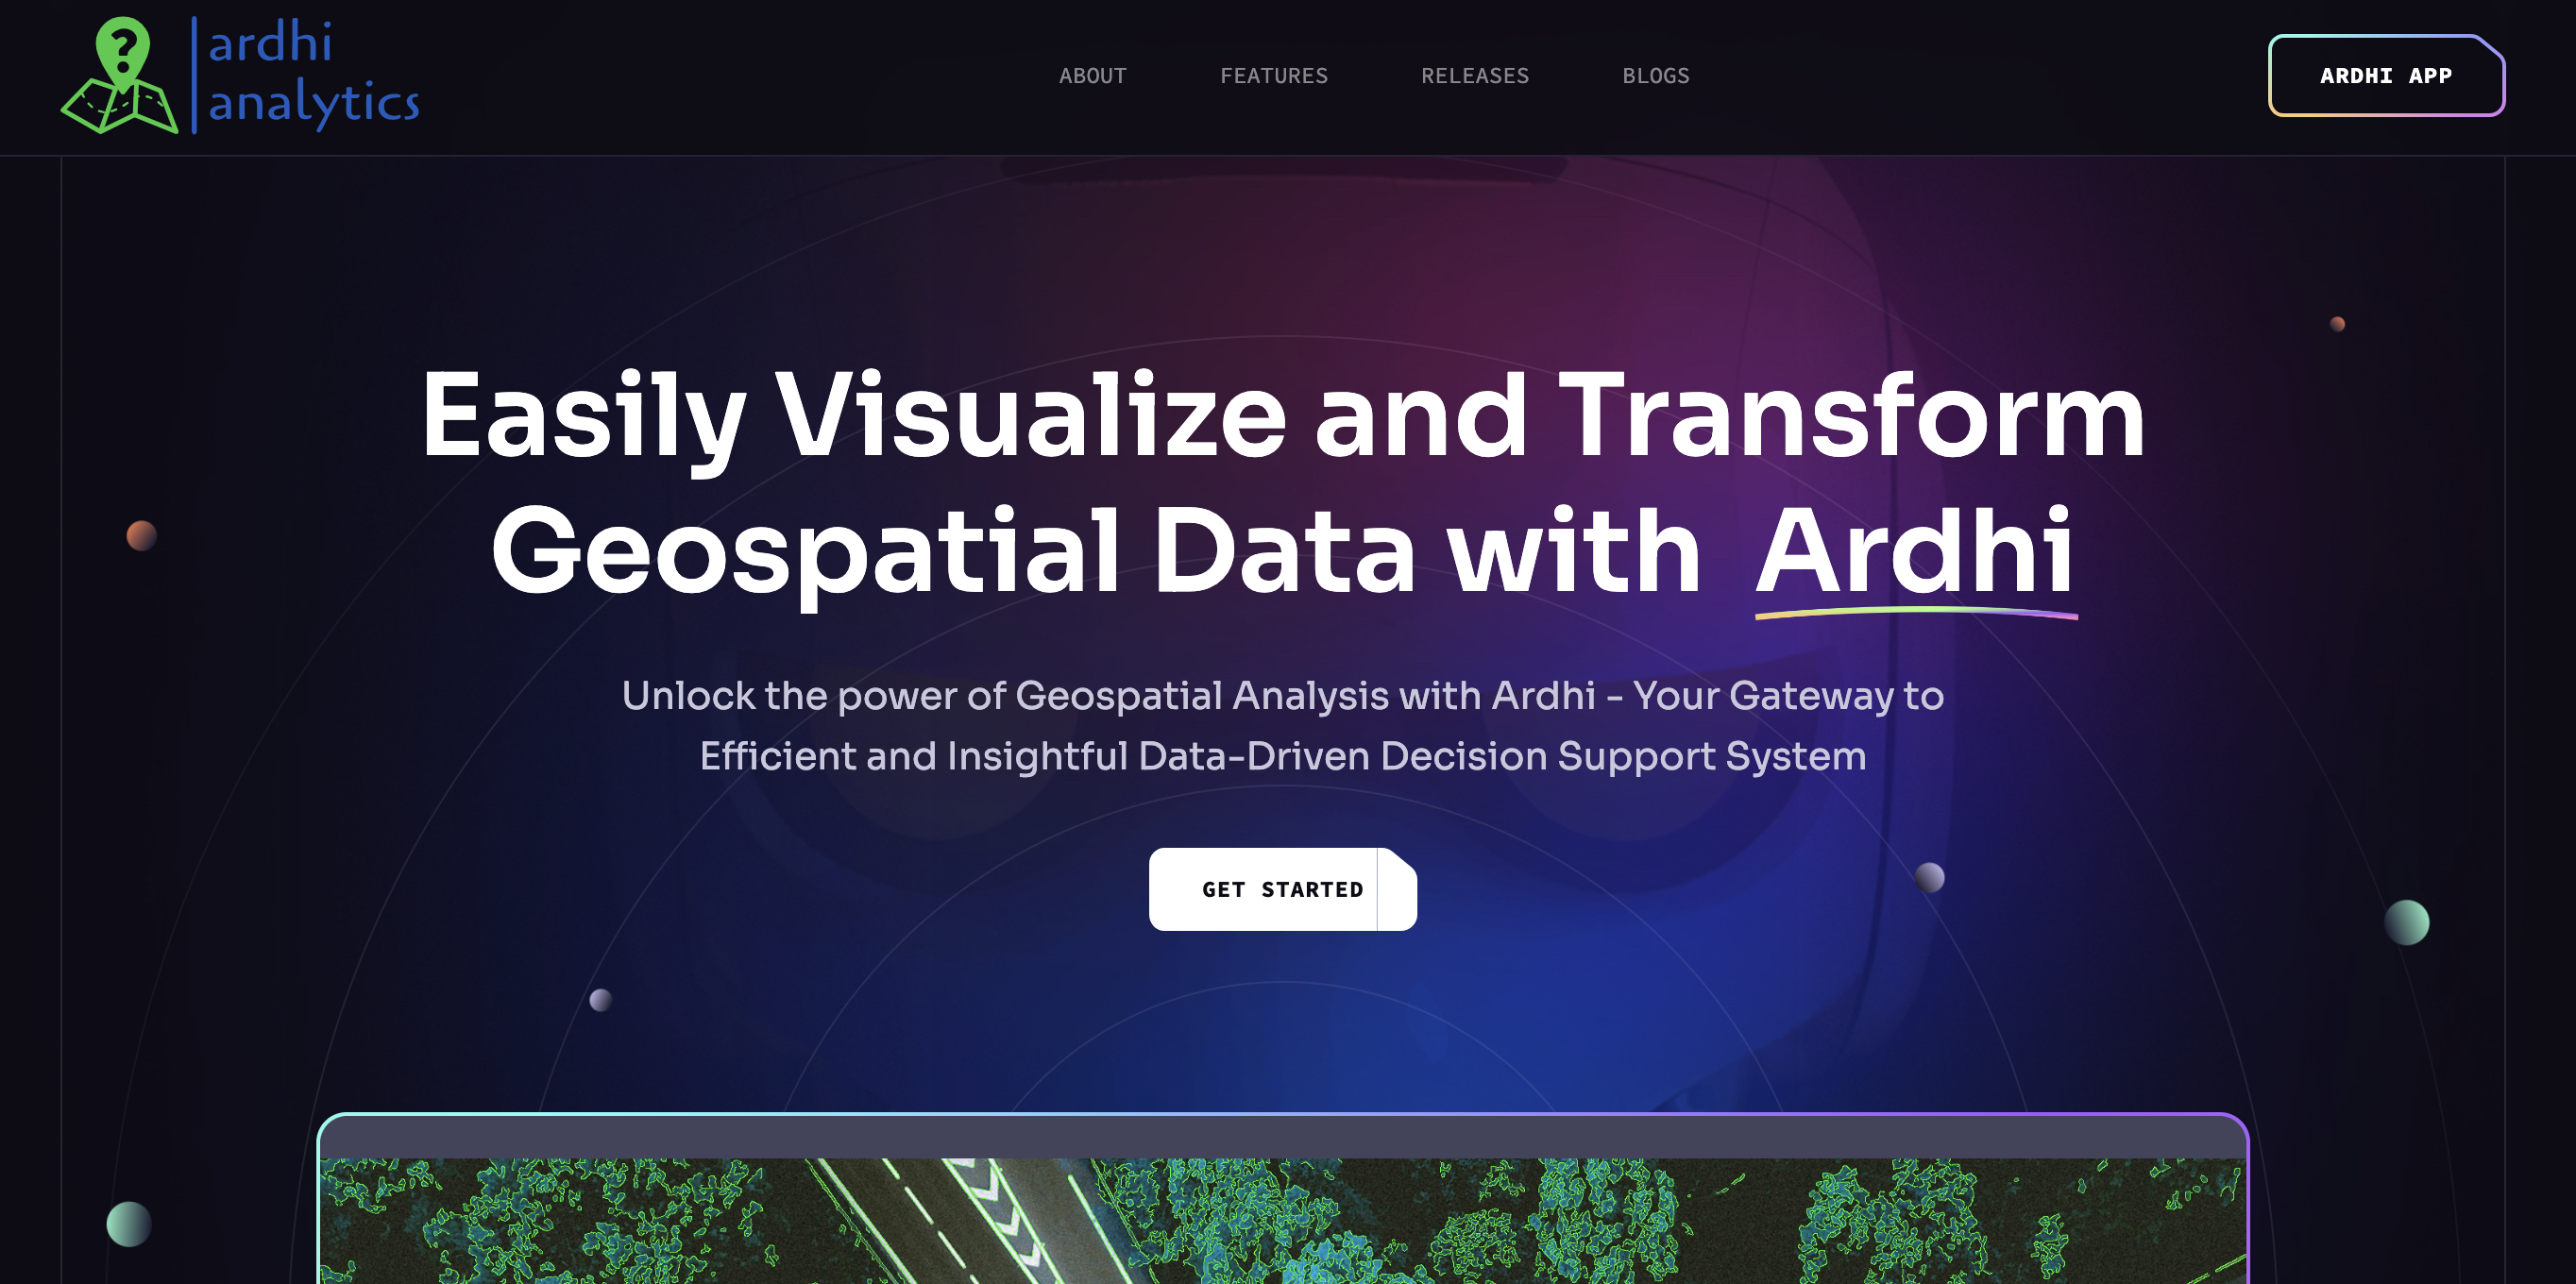 ardhi
analytics
ABOUT FEATURES RELEASES BLOGS
ARDHI APP
Easily Visualize and Transform
Geospatial Data with Ardhi
Unlock the power of Geospatial Analysis with Ardhi - Your Gateway to
Efficient and Insightful Data-Driven Decision Support System
GET STARTED